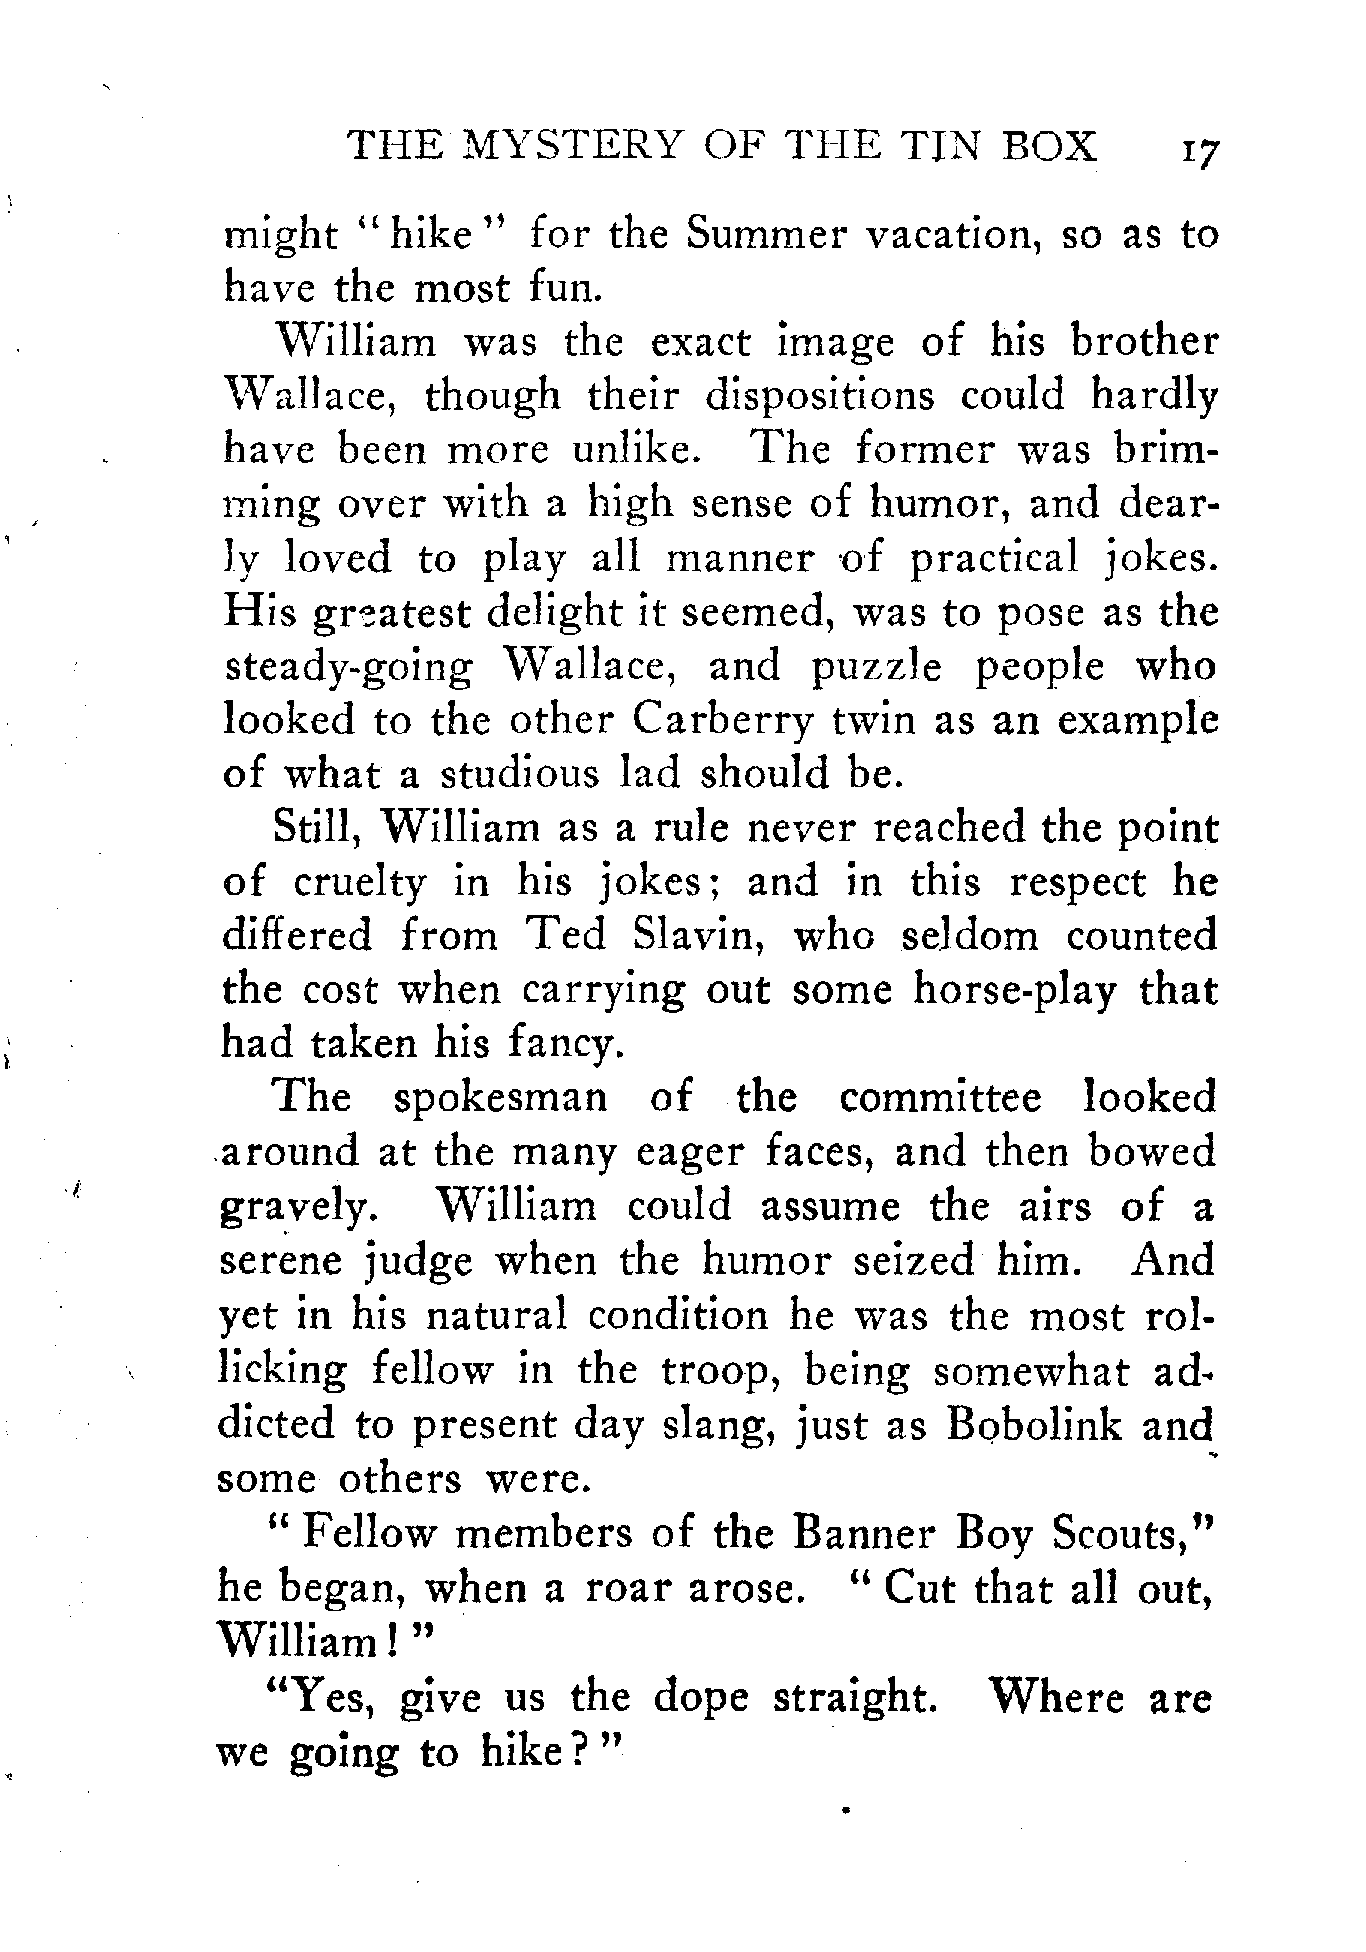 THE MYSTERY OF THE TIN BOX 17
might " hike " for the Summer vacation, so as to
have the most fun.
William was the exact image of his brother
Wallace, though their dispositions could hardly
have been more unlike. The former was brim-
ming over with a high sense of humor, and dear-
ly loved to play all manner of practical jokes.
His greatest delight it seemed, was to pose as the
steady-going Wallace, and puzzle people who
looked to the other Carberry twin as an example
of what a studious lad should be.
Still, William as a rule never reached the point
of cruelty in his jokes; and in this respect he
differed from Ted Slavin, who seldom counted
the cost when carrying out some horse-play that
had taken his fancy.
The spokesman of the committee looked
around at the many eager faces, and then bowed
gravely. William could assume the airs of a
serene judge when the humor seized him. And
yet in his natural condition he was the most rol-
licking fellow in the troop, being somewhat ad-
dicted to present day slang, just as Bobolink and
some others were.
" Fellow members of the Banner Boy Scouts,"
he began, when a roar arose. " Cut that all out,
William ! "
"Yes, give us the dope straight. Where are
we going to hike ? "